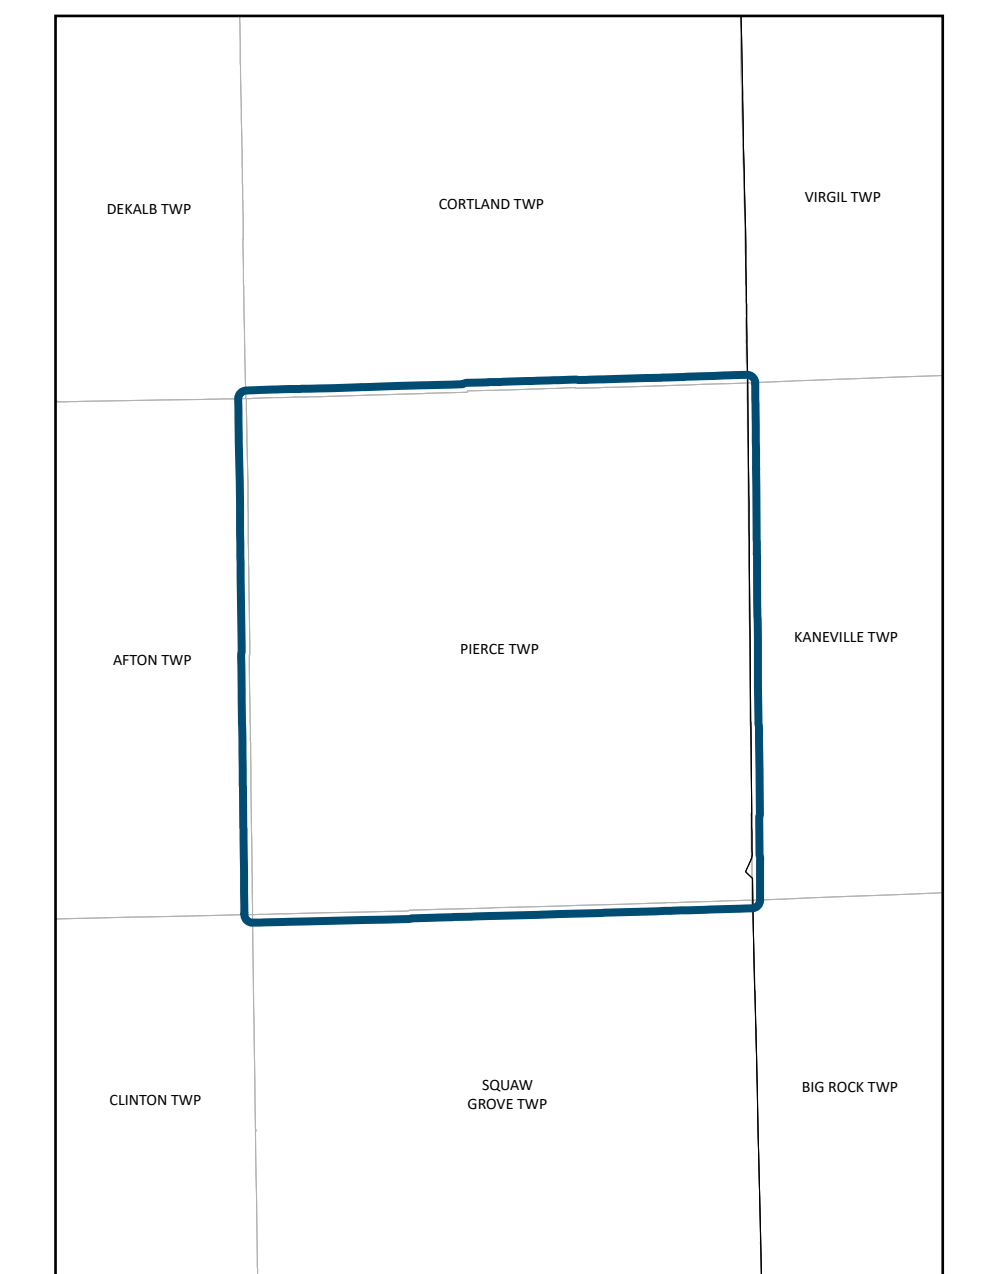 DEKALB TWP
CORTLAND TWP
VIRGIL TWP
AFTON TWP
PIERCE TWP
KANEVILLE TWP
CLINTON TWP
SQUAW
GROVE TWP
BIG ROCK TWP